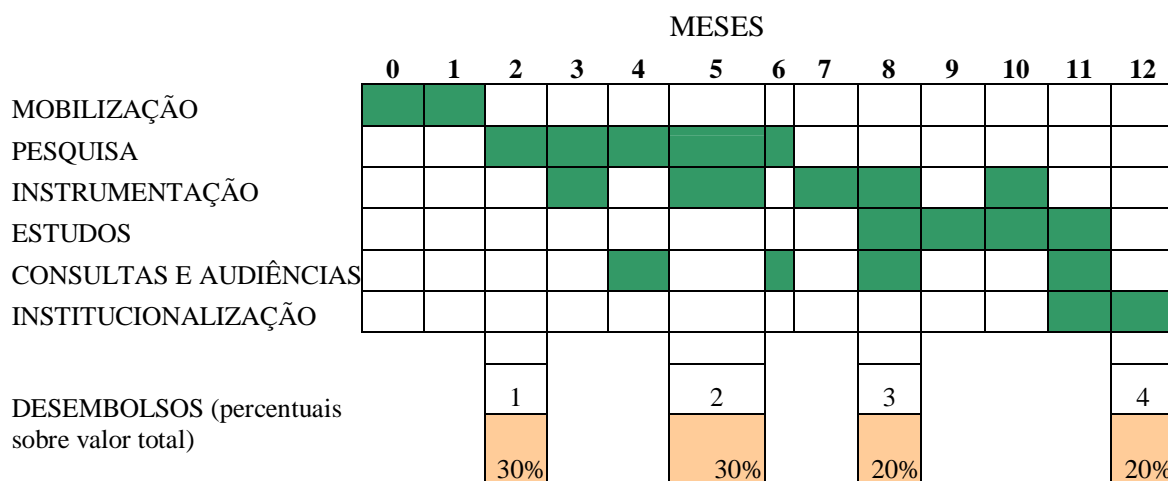 MESES
0 1 2 3 4 5 6 7 8 9 10 11 12
MOBILIZAÇÃO
PESQUISA
INSTRUMENTAÇÃO
ESTUDOS
CONSULTAS E AUDIÊNCIAS
INSTITUCIONALIZAÇÃO
1 2 3 4
DESEMBOLSOS (percentuais
sobre valor total)
30% 30% 20% 20%